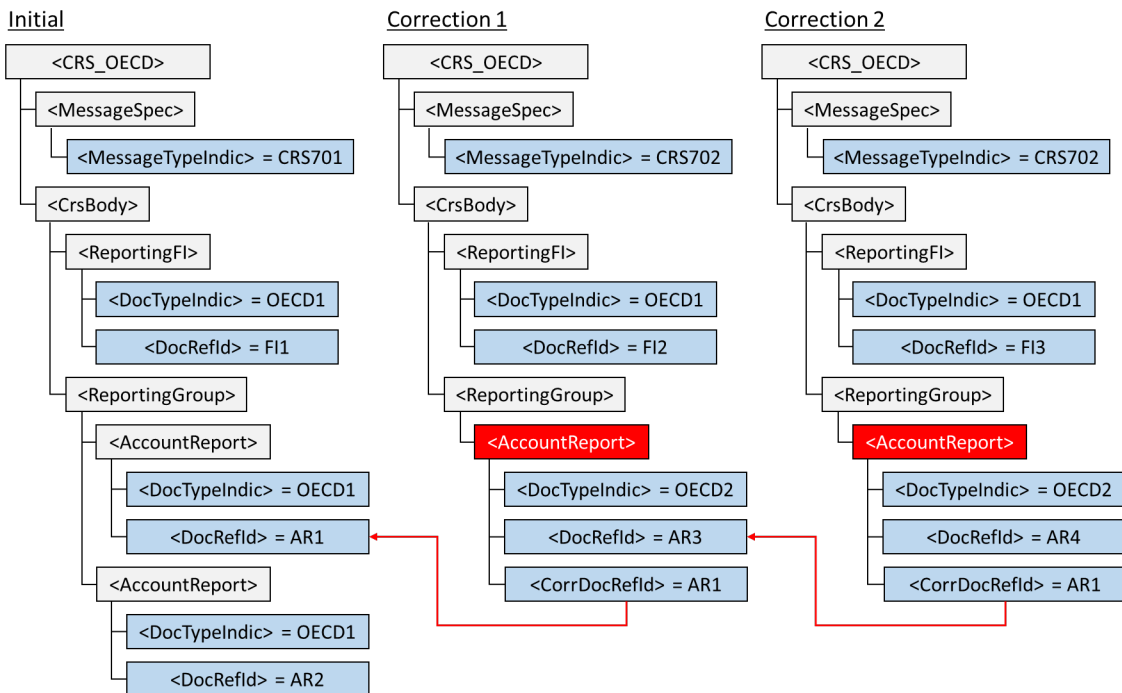 Initial
<CRS_OECD>
<MessageSpec>
<MessageTypeIndic> = CRS701
<CrsBody>
<ReportingFI>
<DocTypeIndic> = OECD1
<DocRefId> = FI1
<ReportingGroup>
<AccountReport>
<DocTypeIndic> = OECD1
<DocRefId> = AR1
<AccountReport>
<DocTypeIndic> = OECD1
<DocRefId> = AR2
Correction 1
<CRS_OECD>
<MessageSpec>
<MessageTypeIndic> = CRS702
<CrsBody>
<ReportingFI>
<DocTypeIndic> = OECD1
<DocRefId> = FI2
<ReportingGroup>
<AccountReport>
<DocTypeIndic> = OECD2
<DocRefId> = AR3
<CorrDocRefId> = AR1
Correction 2
<CRS_OECD>
<MessageSpec>
<MessageTypeIndic> = CRS702
<CrsBody>
<ReportingFI>
<DocTypeIndic> = OECD1
<DocRefId> = FI3
<ReportingGroup>
<AccountReport>
<DocTypeIndic> = OECD2
<DocRefId> = AR4
<CorrDocRefId> = AR1